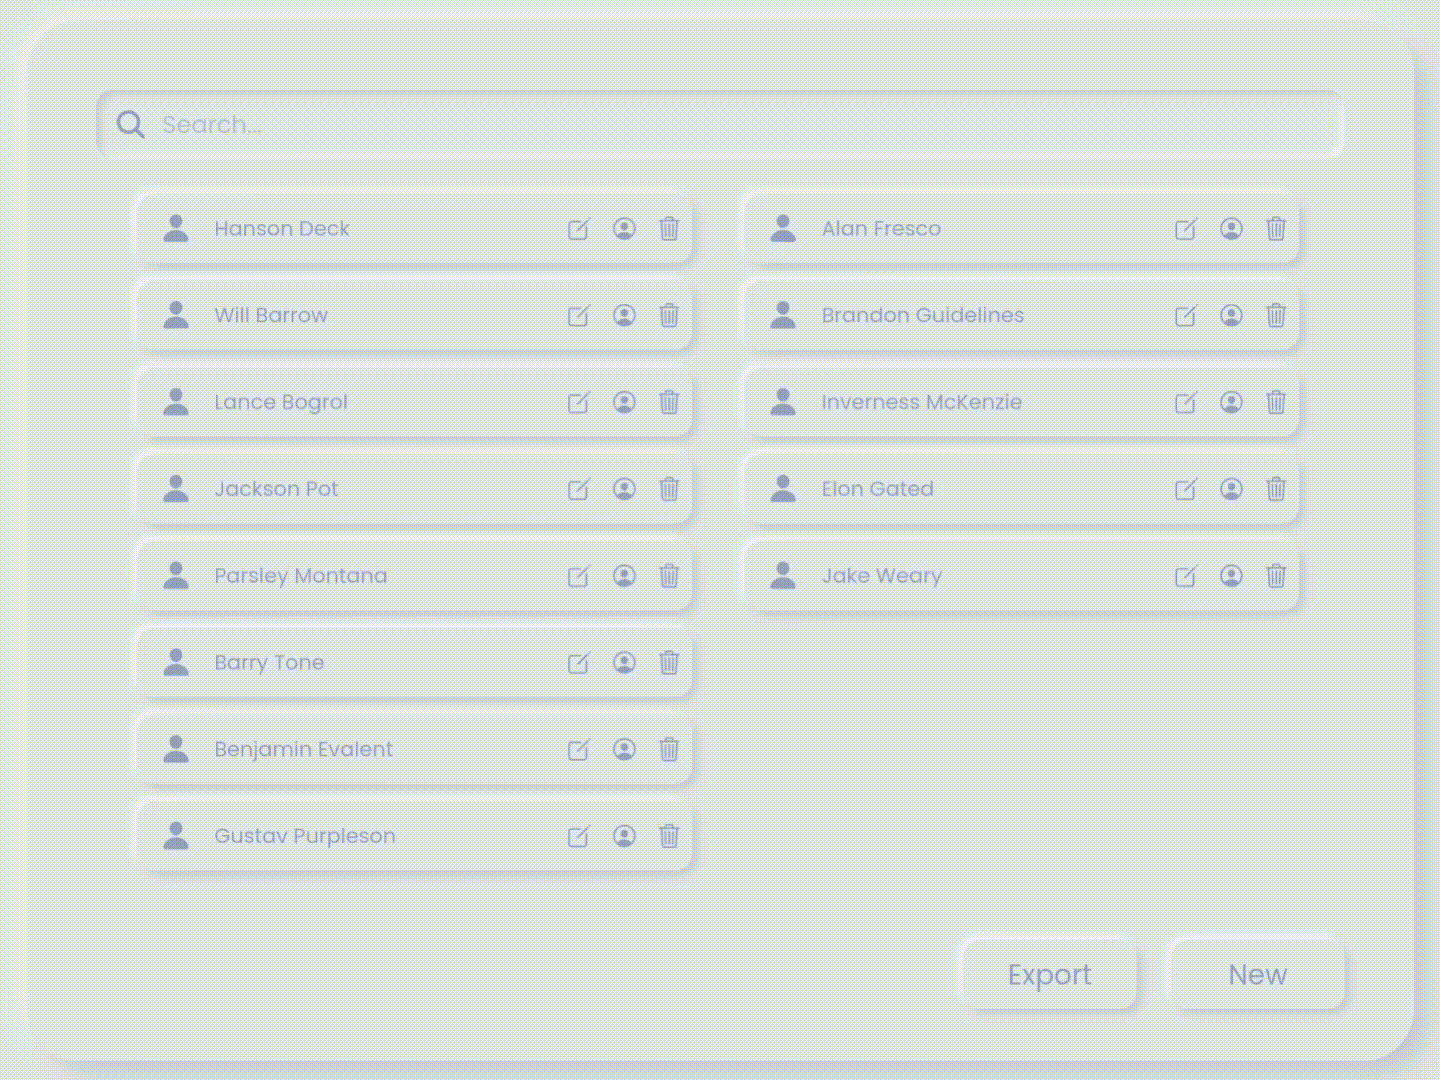 Search...
Hanson Deck
Will Barrow
Lance Bogrol
Jackson Pot
Parsley Montana
Barry Tone
Benjamin Evalent
Gustav Purpleson
Alan Fresco
Brandon Guidelines
Inverness McKenzie
Elon Gated
Jake Weary
Export
New